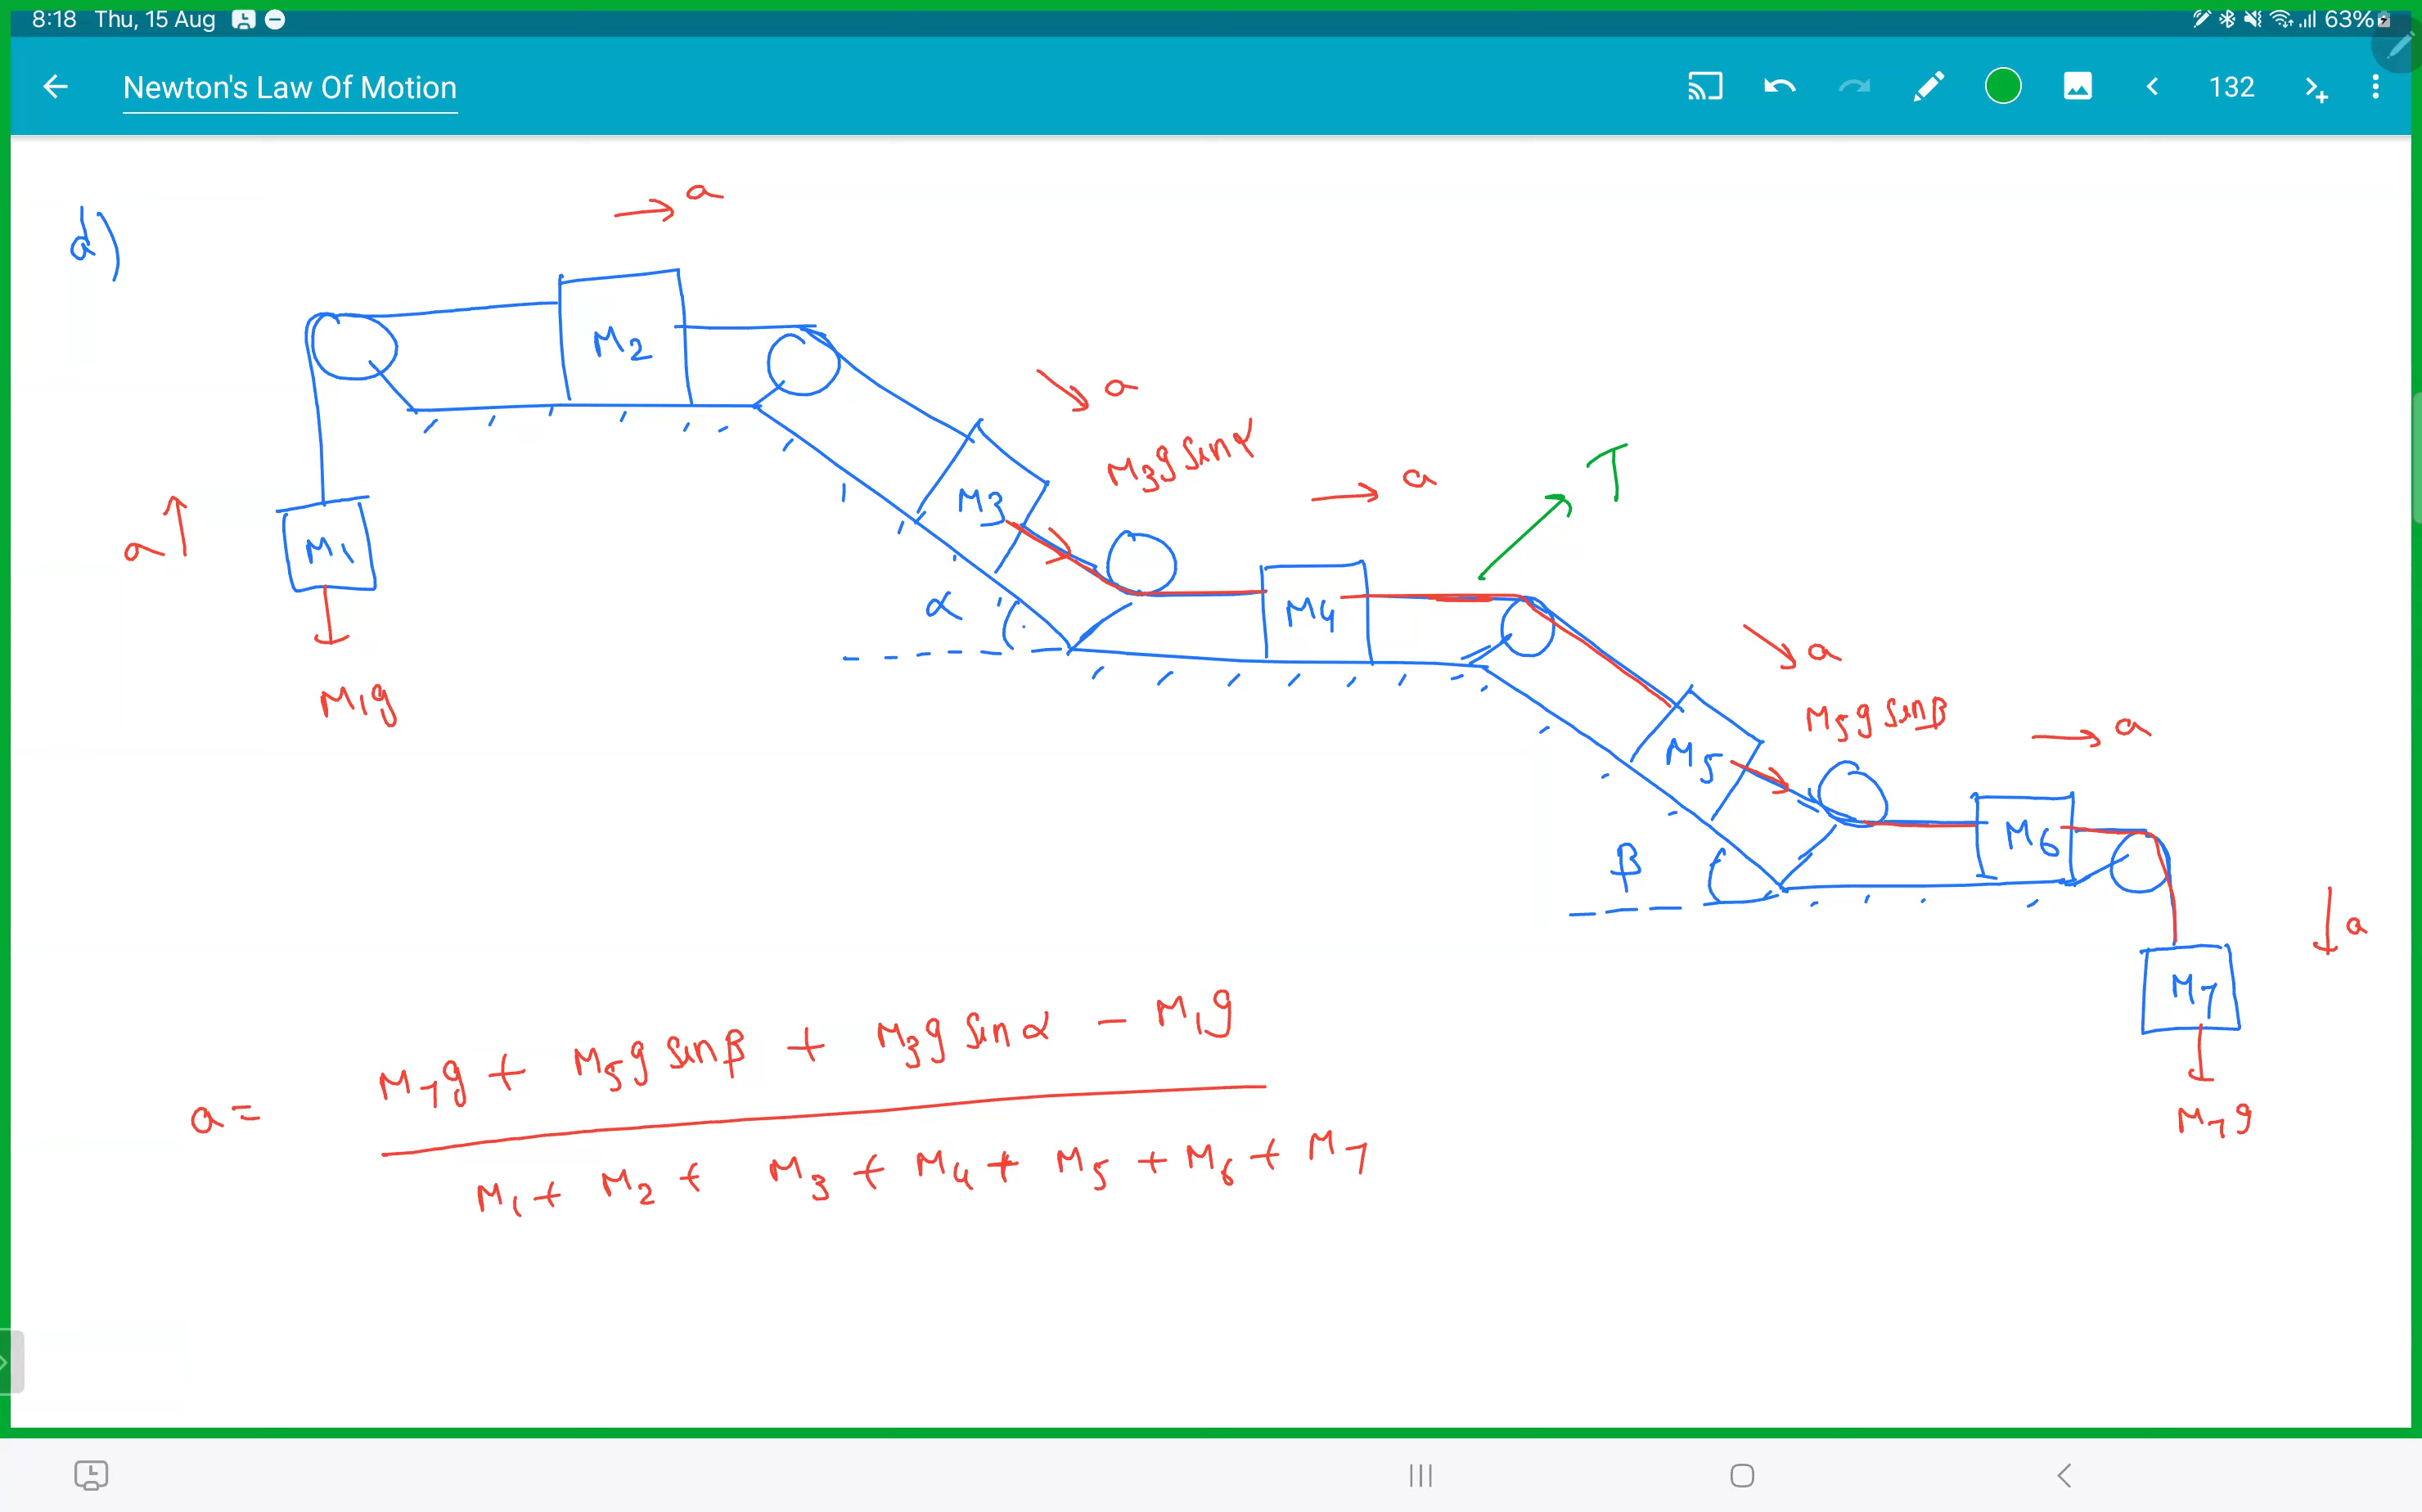 8:18 Thu, 15 Aug 63%
Newton's Law Of Motion 132
d)
a
M2
a
M3g sinα
a
T
M3
a
M1
M4
α
M1g
a
M5g sinβ
a
M5
M6
β
a
M7
M7g
a = M7g + M5g sinβ + M3g sinα - M1g
M1 + M2 + M3 + M4 + M5 + M6 + M7